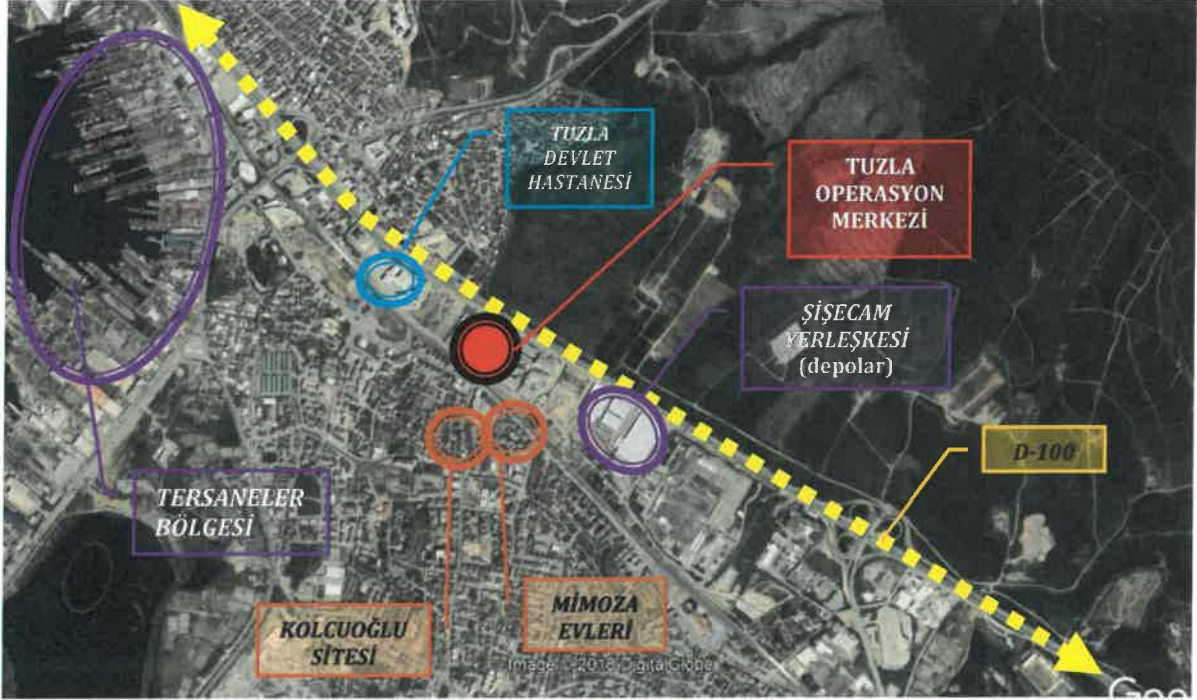 TUZLA
DEVLET
HASTANESİ
TUZLA
OPERASYON
MERKEZİ
ŞİŞECAM
YERLEŞKESİ
(depolar)
D-100
TERSANELER
BÖLGESİ
KOLCUOĞLU
SİTESİ
MİMOZA
EVLERİ
Image © 2018 DigitalGlobe